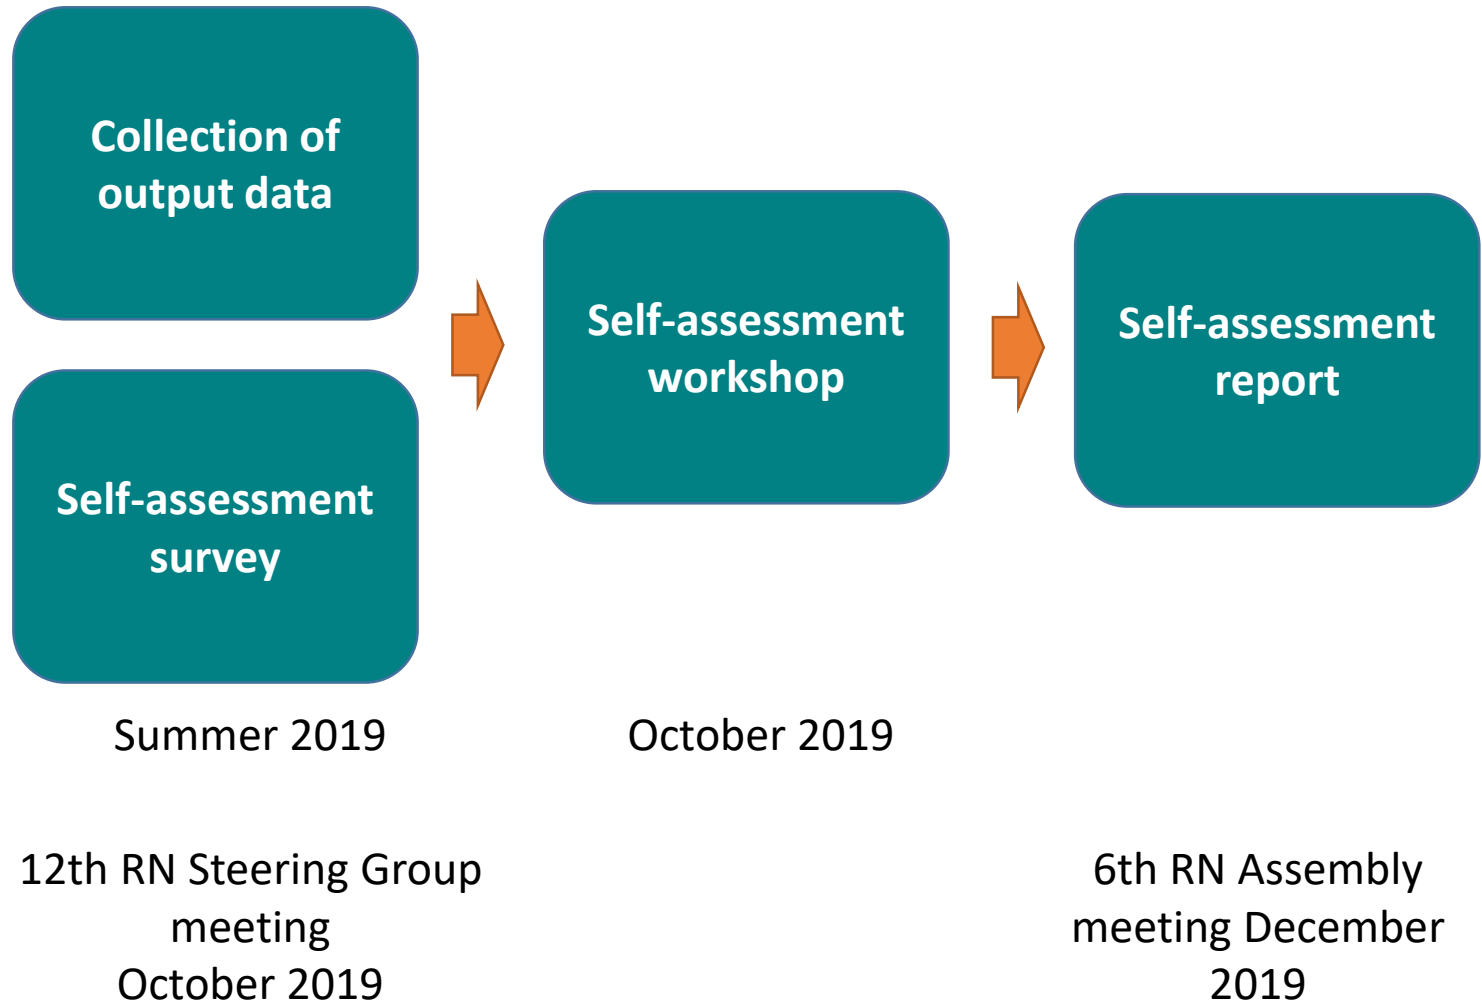 Collection of
output data
Self-assessment
survey
Self-assessment
workshop
Self-assessment
report
Summer 2019
October 2019
12th RN Steering Group
meeting
October 2019
6th RN Assembly
meeting December
2019